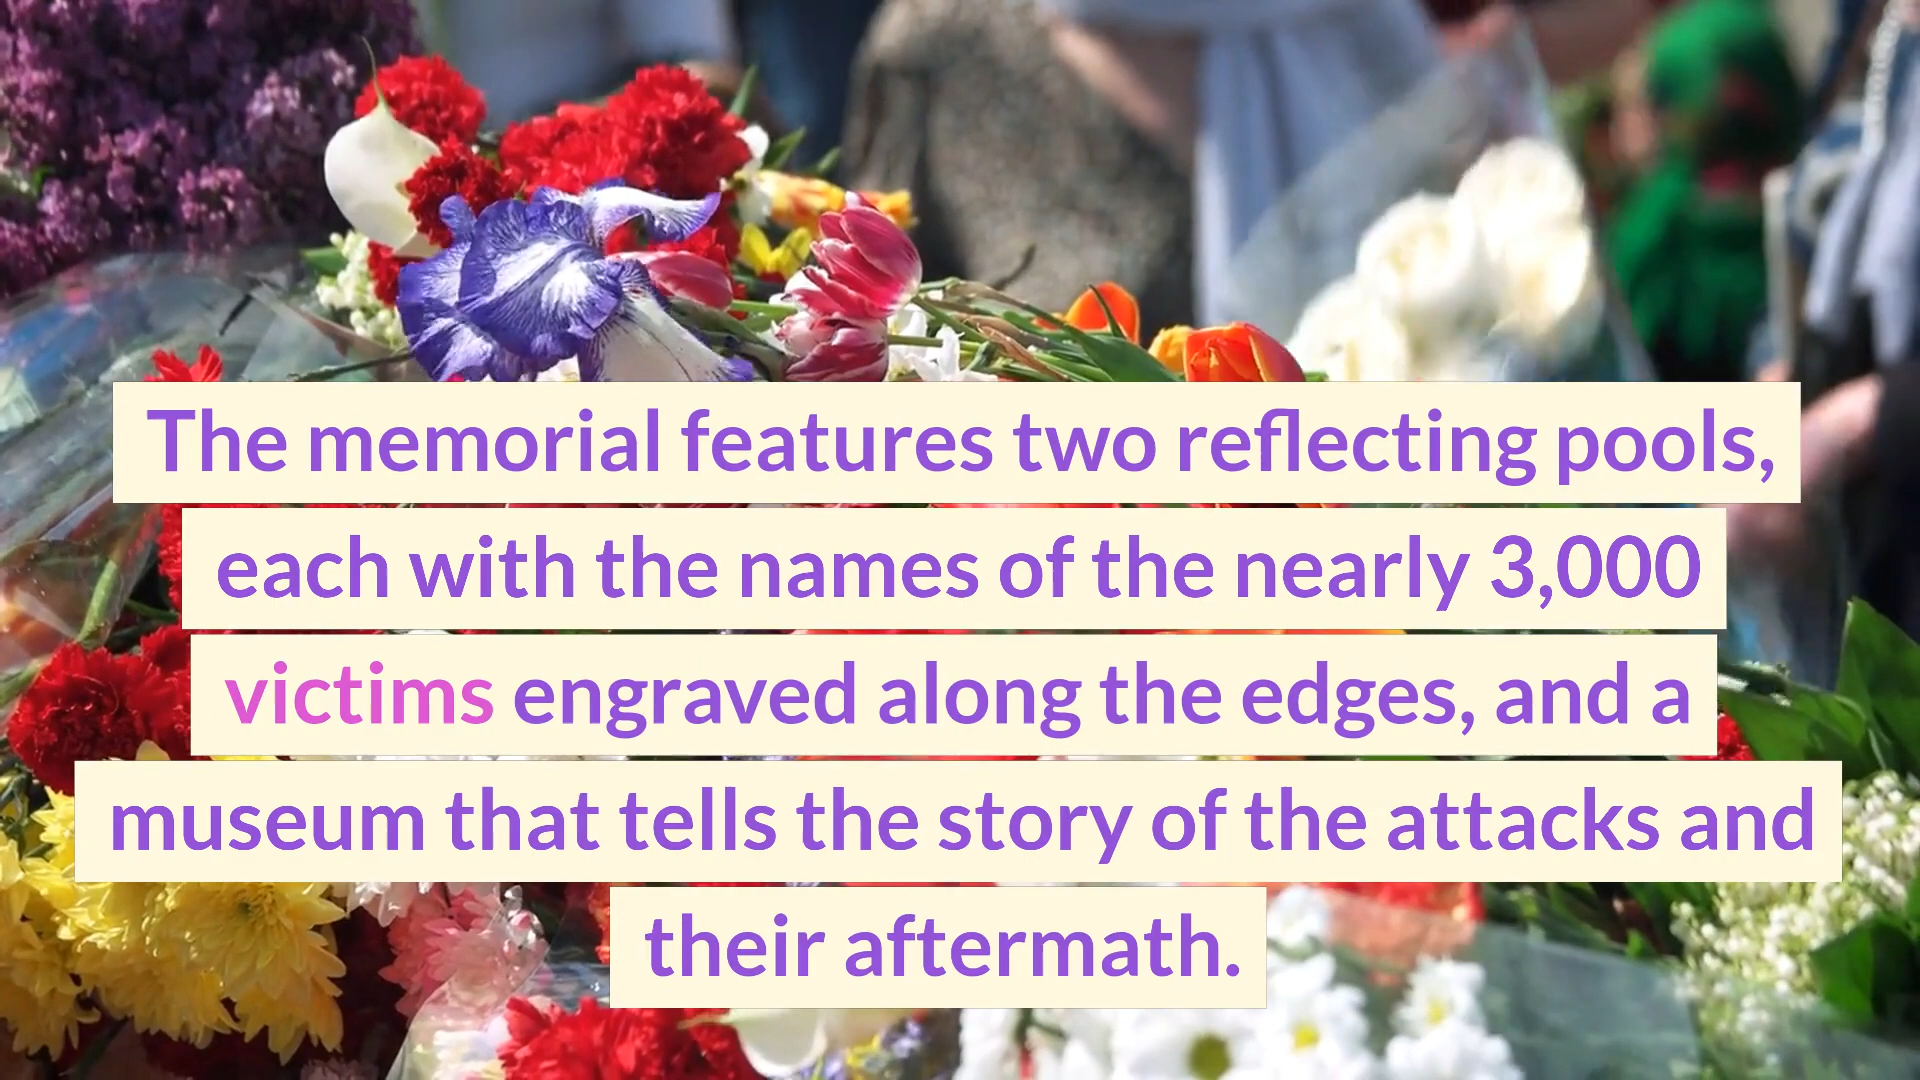 The memorial features two reflecting pools,
each with the names of the nearly 3,000
victims engraved along the edges, and a
museum that tells the story of the attacks and
their aftermath.